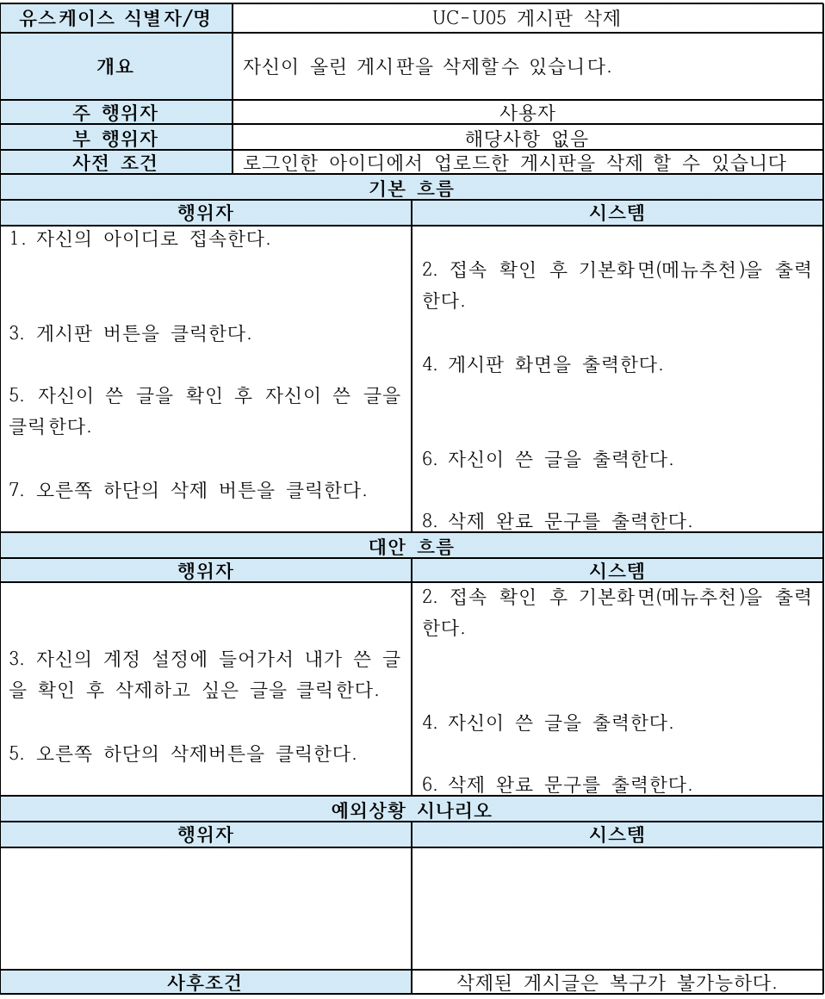 유스케이스 식별자/명
UC-U05 게시판 삭제
개요
자신이 올린 게시판을 삭제할수 있습니다.
주 행위자
사용자
부 행위자
해당사항 없음
사전 조건
로그인한 아이디에서 업로드한 게시판을 삭제 할 수 있습니다
기본 흐름
행위자
시스템
1. 자신의 아이디로 접속한다.
2. 접속 확인 후 기본화면(메뉴추천)을 출력
한다.
3. 게시판 버튼을 클릭한다.
4. 게시판 화면을 출력한다.
5. 자신이 쓴 글을 확인 후 자신이 쓴 글을
클릭한다.
6. 자신이 쓴 글을 출력한다.
7. 오른쪽 하단의 삭제 버튼을 클릭한다.
8. 삭제 완료 문구를 출력한다.
대안 흐름
행위자
시스템
2. 접속 확인 후 기본화면(메뉴추천)을 출력
한다.
3. 자신의 계정 설정에 들어가서 내가 쓴 글
을 확인 후 삭제하고 싶은 글을 클릭한다.
4. 자신이 쓴 글을 출력한다.
5. 오른쪽 하단의 삭제버튼을 클릭한다.
6. 삭제 완료 문구를 출력한다.
예외상황 시나리오
행위자
시스템
사후조건
삭제된 게시글은 복구가 불가능하다.